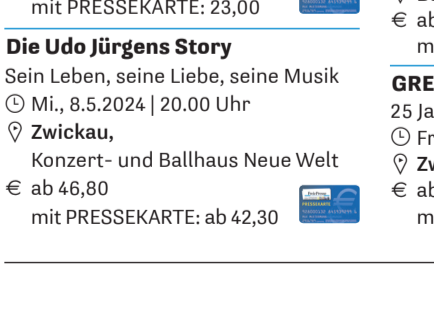 mit PRESSEKARTE: 23,00
Die Udo Jürgens Story
Sein Leben, seine Liebe, seine Musik
Mi., 8.5.2024 | 20.00 Uhr
Zwickau,
Konzert- und Ballhaus Neue Welt
€ ab 46,80
mit PRESSEKARTE: ab 42,30
PRESSEKARTE
€ ab
m
GRE
25 Ja
Fr
Zw
€ ab
m